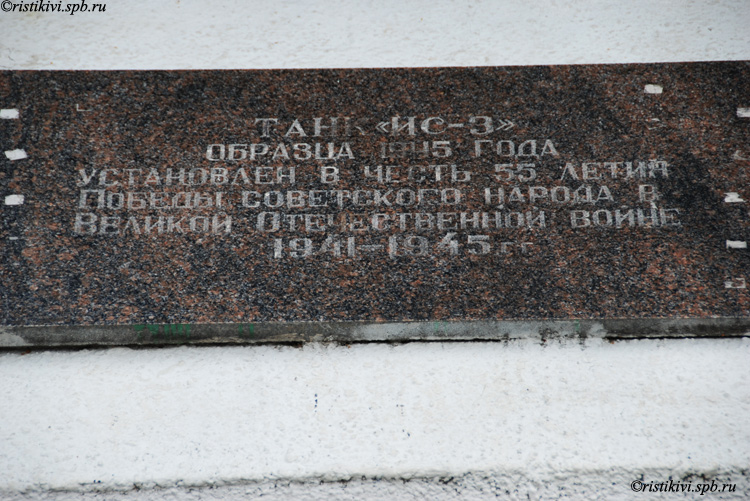 ©ristikivi.spb.ru
ТАНК «ИС-3»
ОБРАЗЦА 1945 ГОДА
УСТАНОВЛЕН В ЧЕСТЬ 55 ЛЕТИЯ
ПОБЕДЫ СОВЕТСКОГО НАРОДА В
ВЕЛИКОЙ ОТЕЧЕСТВЕННОЙ ВОЙНЕ
1941-1945 гг
©ristikivi.spb.ru